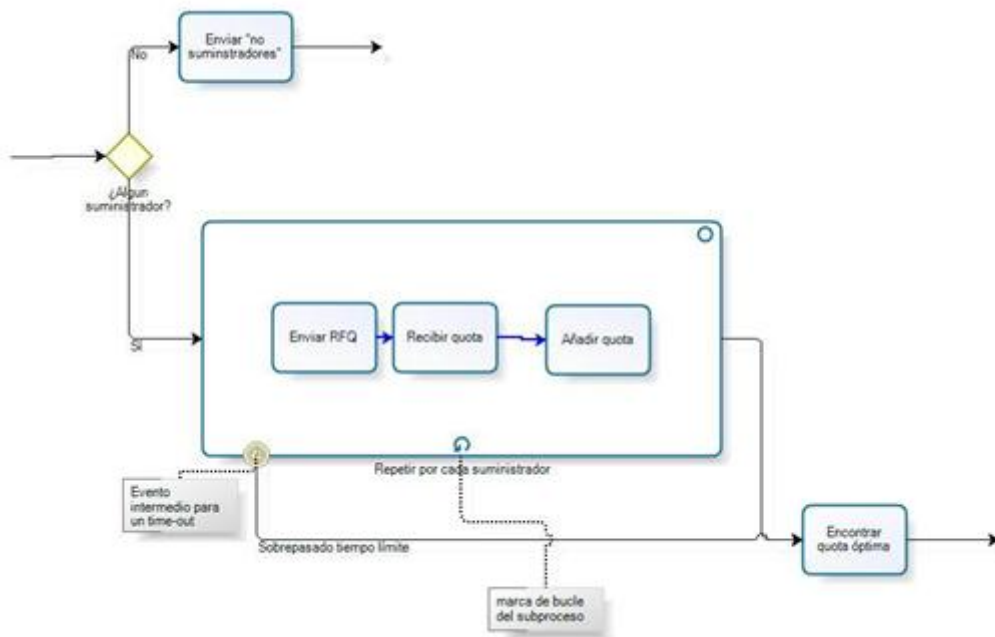 Enviar "no
suminstradores"
No
¿Algun
suministrador?
Enviar RFQ
Recibir quota
Añadir quota
SI
Repetir por cada suministrador
Evento
intermedio para
un time-out
Sobrepasado tiempo límite
Encontrar
quota óptima
marca de bucle
del subproceso